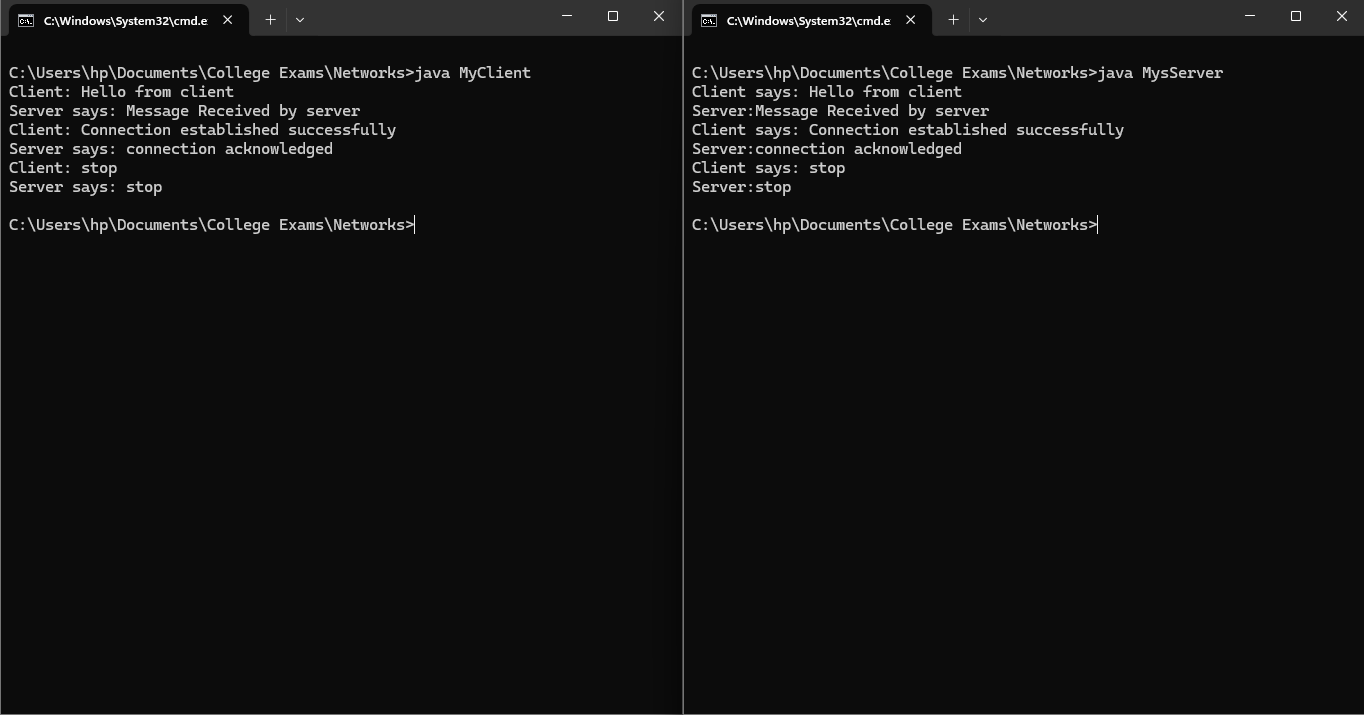 C:\Windows\System32\cmd.e
C:\Users\hp\Documents\College Exams\Networks>java MyClient
Client: Hello from client
Server says: Message Received by server
Client: Connection established successfully
Server says: connection acknowledged
Client: stop
Server says: stop
C:\Users\hp\Documents\College Exams\Networks>
C:\Windows\System32\cmd.e
C:\Users\hp\Documents\College Exams\Networks>java MysServer
Client says: Hello from client
Server:Message Received by server
Client says: Connection established successfully
Server:connection acknowledged
Client says: stop
Server:stop
C:\Users\hp\Documents\College Exams\Networks>